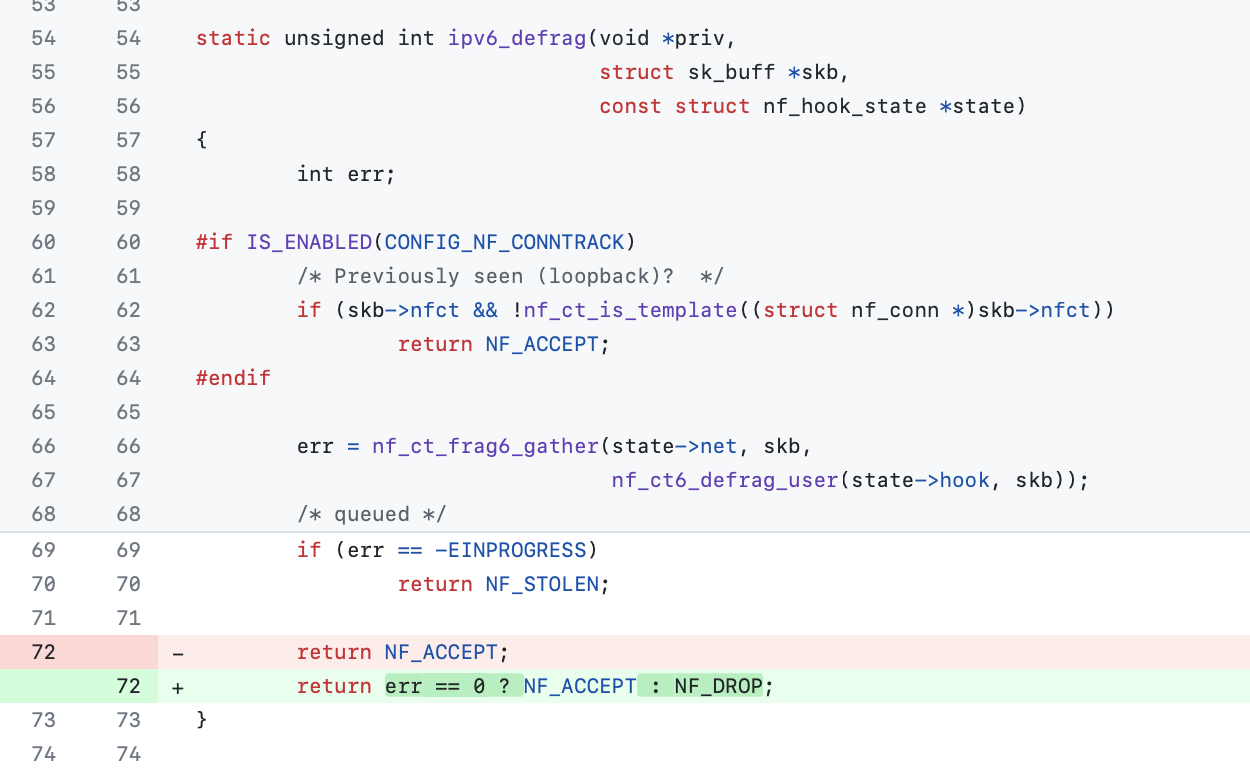 53 53
54 54 static unsigned int ipv6_defrag(void *priv,
55 55 struct sk_buff *skb,
56 56 const struct nf_hook_state *state)
57 57 {
58 58 int err;
59 59
60 60 #if IS_ENABLED(CONFIG_NF_CONNTRACK)
61 61 /* Previously seen (loopback)?  */
62 62 if (skb->nfct && !nf_ct_is_template((struct nf_conn *)skb->nfct))
63 63 return NF_ACCEPT;
64 64 #endif
65 65
66 66 err = nf_ct_frag6_gather(state->net, skb,
67 67 nf_ct6_defrag_user(state->hook, skb));
68 68 /* queued */
69 69 if (err == -EINPROGRESS)
70 70 return NF_STOLEN;
71 71
72 - return NF_ACCEPT;
72 + return err == 0 ? NF_ACCEPT : NF_DROP;
73 73 }
74 74